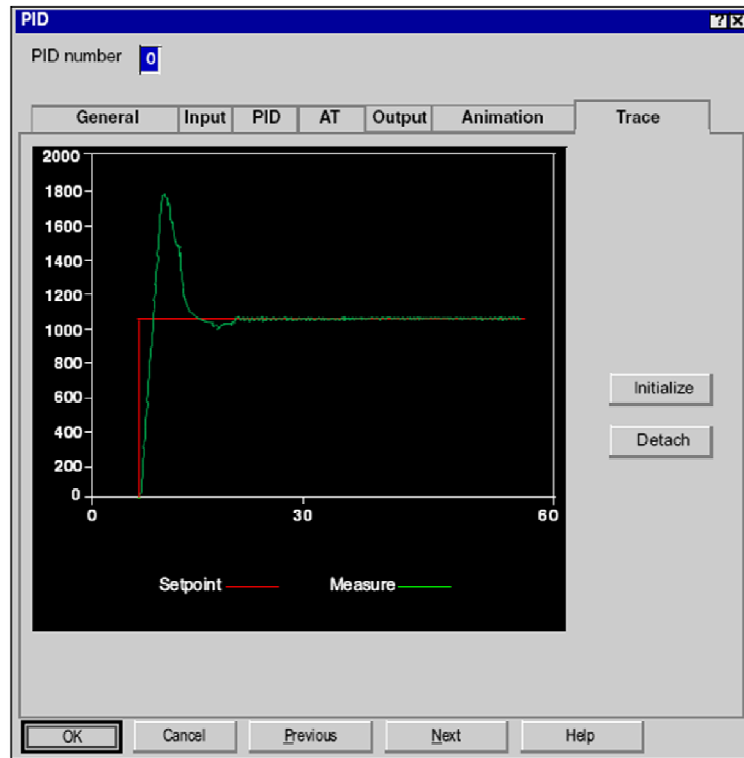 PID
PID number 0
General Input PID AT Output Animation Trace
2000
1800
1600
1400
1200
1000
800
600
400
200
0
0 30 60
Setpoint Measure
Initialize
Detach
OK Cancel Previous Next Help